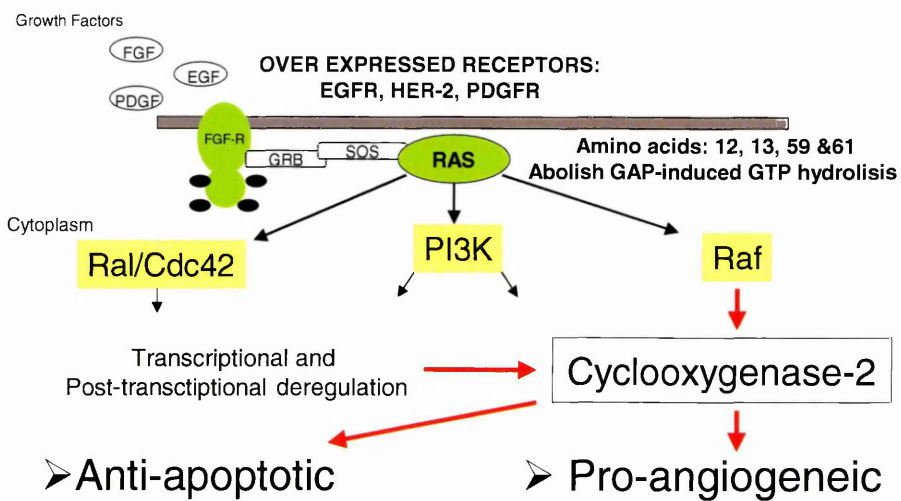 Growth Factors
FGF
EGF
PDGF
OVER EXPRESSED RECEPTORS:
EGFR, HER-2, PDGFR
FGF-R
GRB
SOS
RAS
Amino acids: 12, 13, 59 &61
Abolish GAP-induced GTP hydrolisis
Cytoplasm
Ral/Cdc42
PI3K
Raf
Transcriptional and
Post-transctiptional deregulation
Cyclooxygenase-2
➢Anti-apoptotic
➢ Pro-angiogeneic